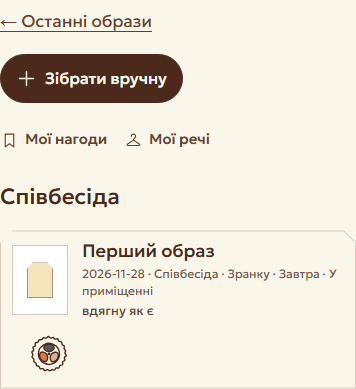 ← Останні образи
+ Зібрати вручну
Мої нагоди Мої речі
Співбесіда
Перший образ
2026-11-28 · Співбесіда · Зранку · Завтра · У
приміщенні
вдягну як є